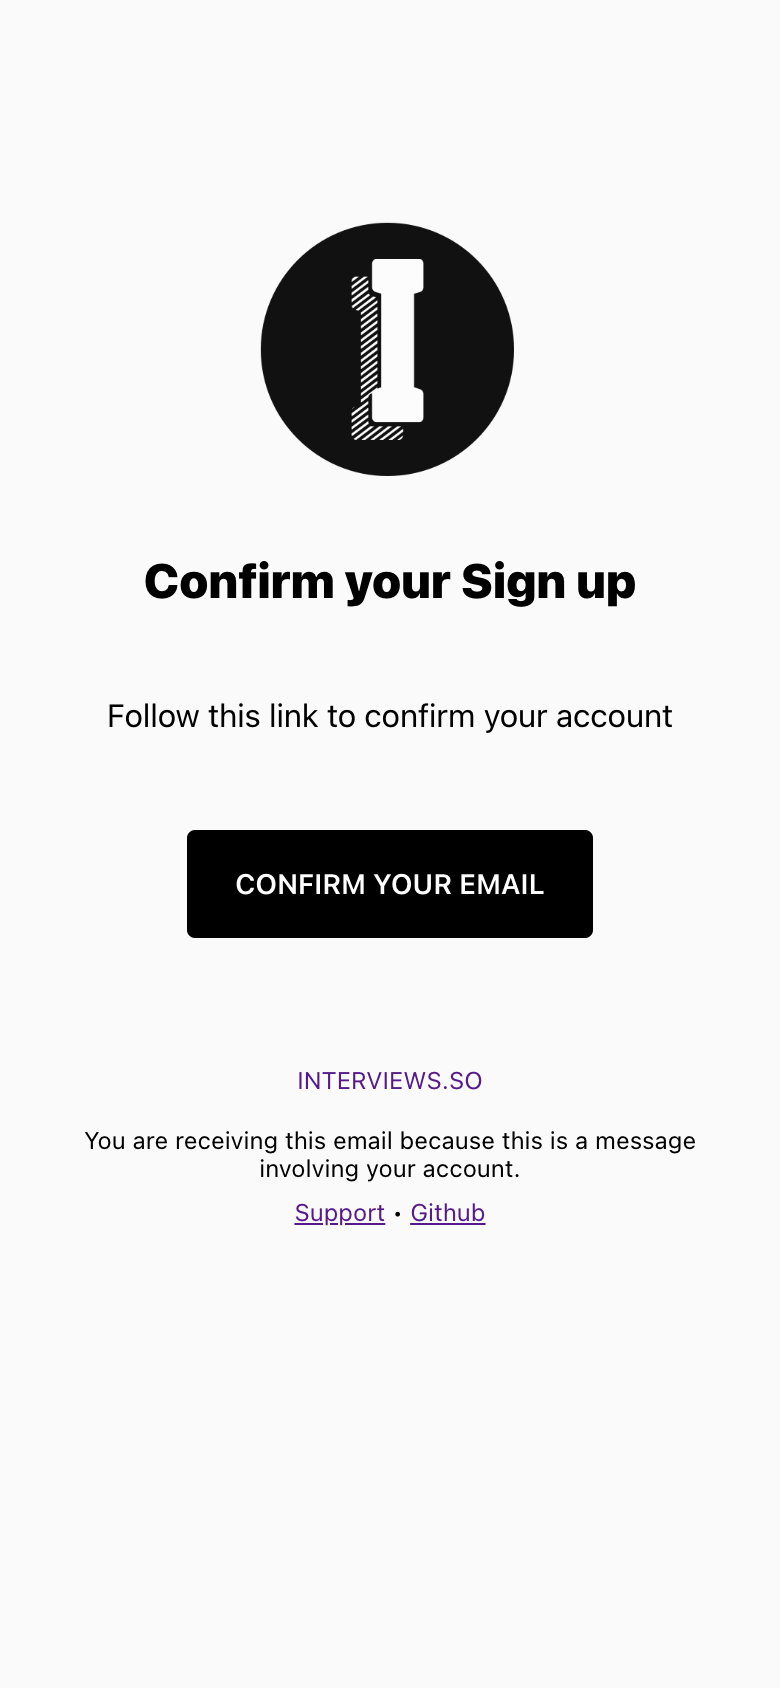 I
Confirm your Sign up
Follow this link to confirm your account
CONFIRM YOUR EMAIL
INTERVIEWS.SO
You are receiving this email because this is a message
involving your account.
Support • Github